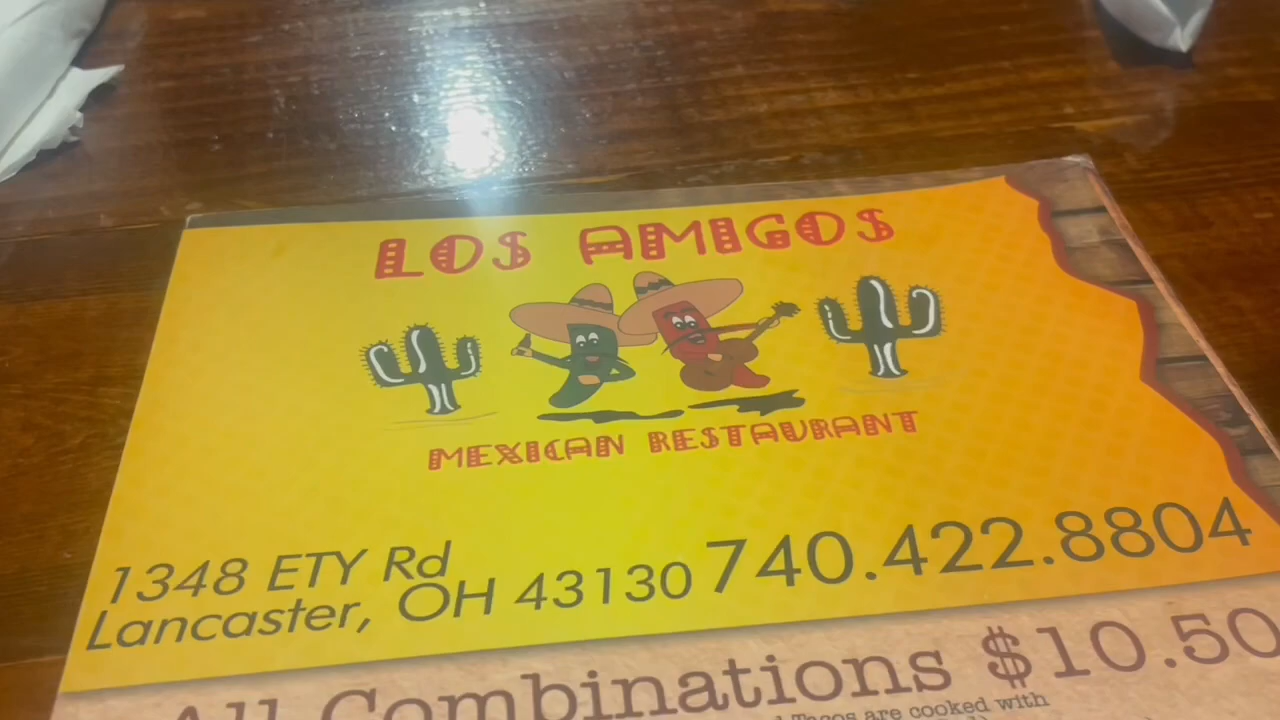 LOS AMIGOS
MEXICAN RESTAURANT
1348 ETY Rd
Lancaster, OH 43130 740.422.8804
All Combinations $10.50
Tacos are cooked with